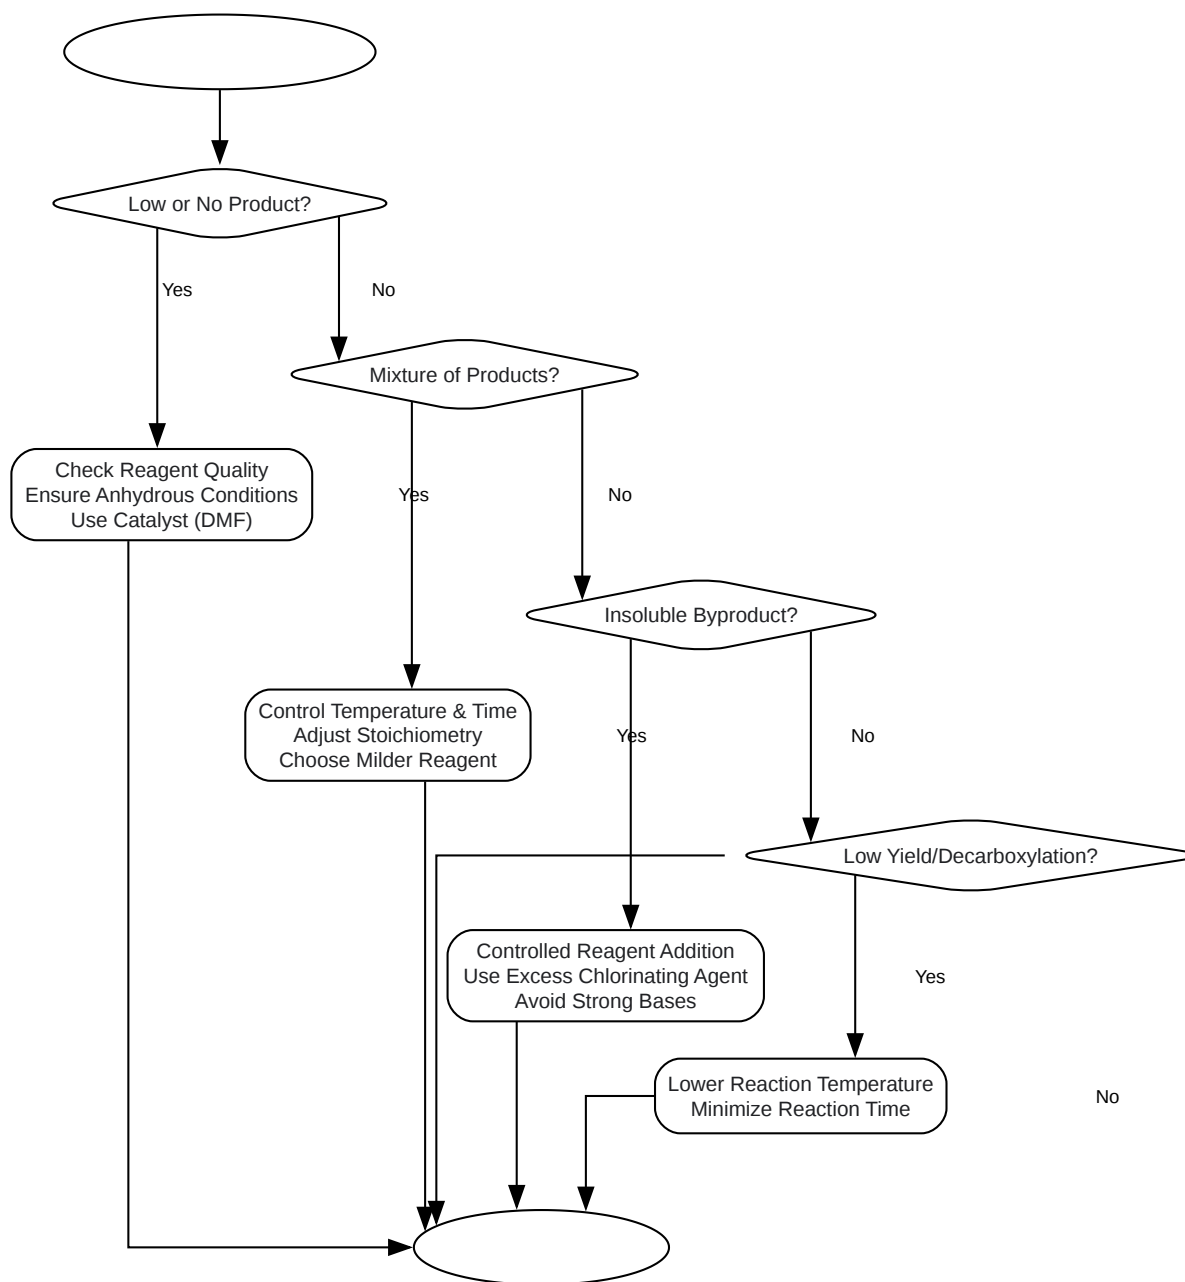 Low or No Product?
Yes
No
Mixture of Products?
Check Reagent Quality
Ensure Anhydrous Conditions
Use Catalyst (DMF)
Yes
No
Insoluble Byproduct?
Control Temperature & Time
Adjust Stoichiometry
Choose Milder Reagent
Yes
No
Low Yield/Decarboxylation?
Controlled Reagent Addition
Use Excess Chlorinating Agent
Avoid Strong Bases
Yes
Lower Reaction Temperature
Minimize Reaction Time
No